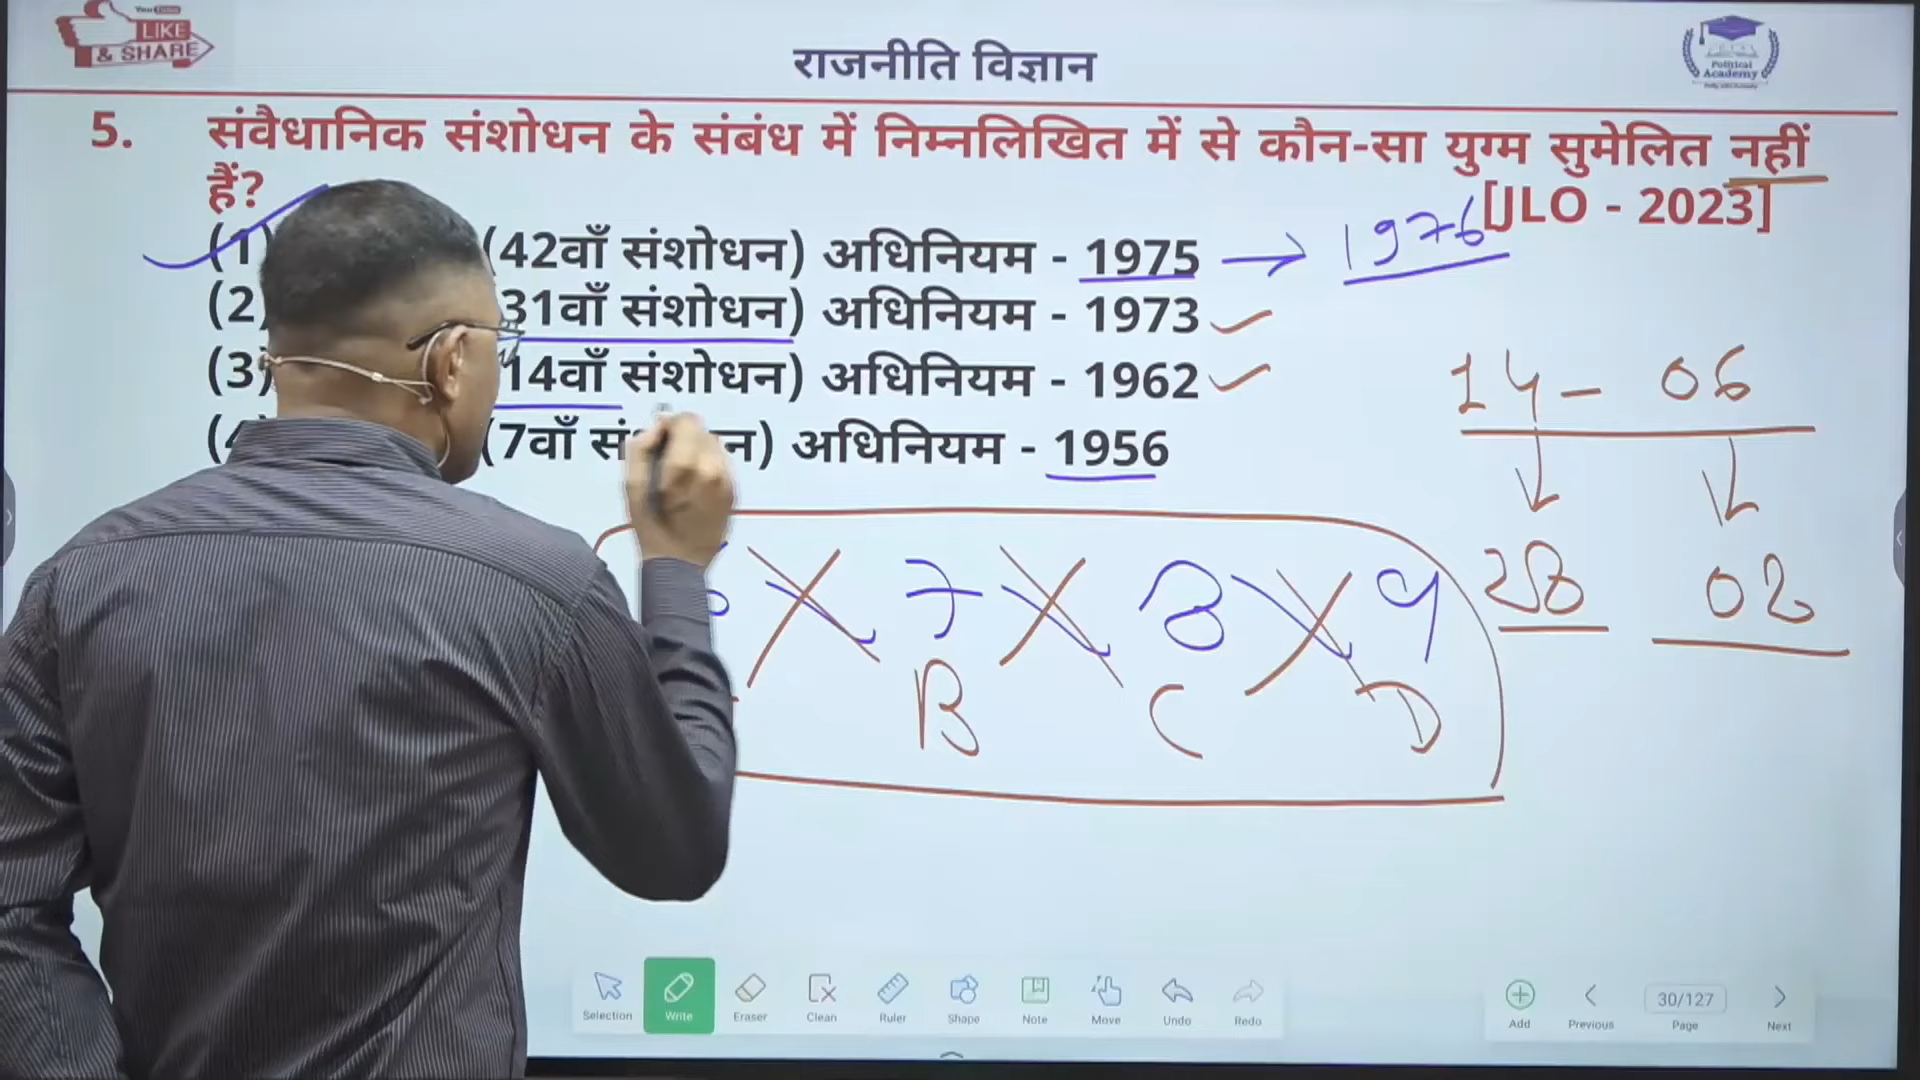 You Tube
LIKE
& SHARE
राजनीति विज्ञान
Political
Academy
5. संवैधानिक संशोधन के संबंध में निम्नलिखित में से कौन-सा युग्म सुमेलित नहीं
हैं? [JLO - 2023]
(1) (42वाँ संशोधन) अधिनियम - 1975 → 1976
(2) 31वाँ संशोधन) अधिनियम - 1973
(3) 14वाँ संशोधन) अधिनियम - 1962
(7वाँ अधिनियम - 1956
14 - 06
28 02
7 8 9
B C D
Selection Write Eraser Clean Ruler Shape Note Move Undo Redo
Add Previous 30/127 Page Next